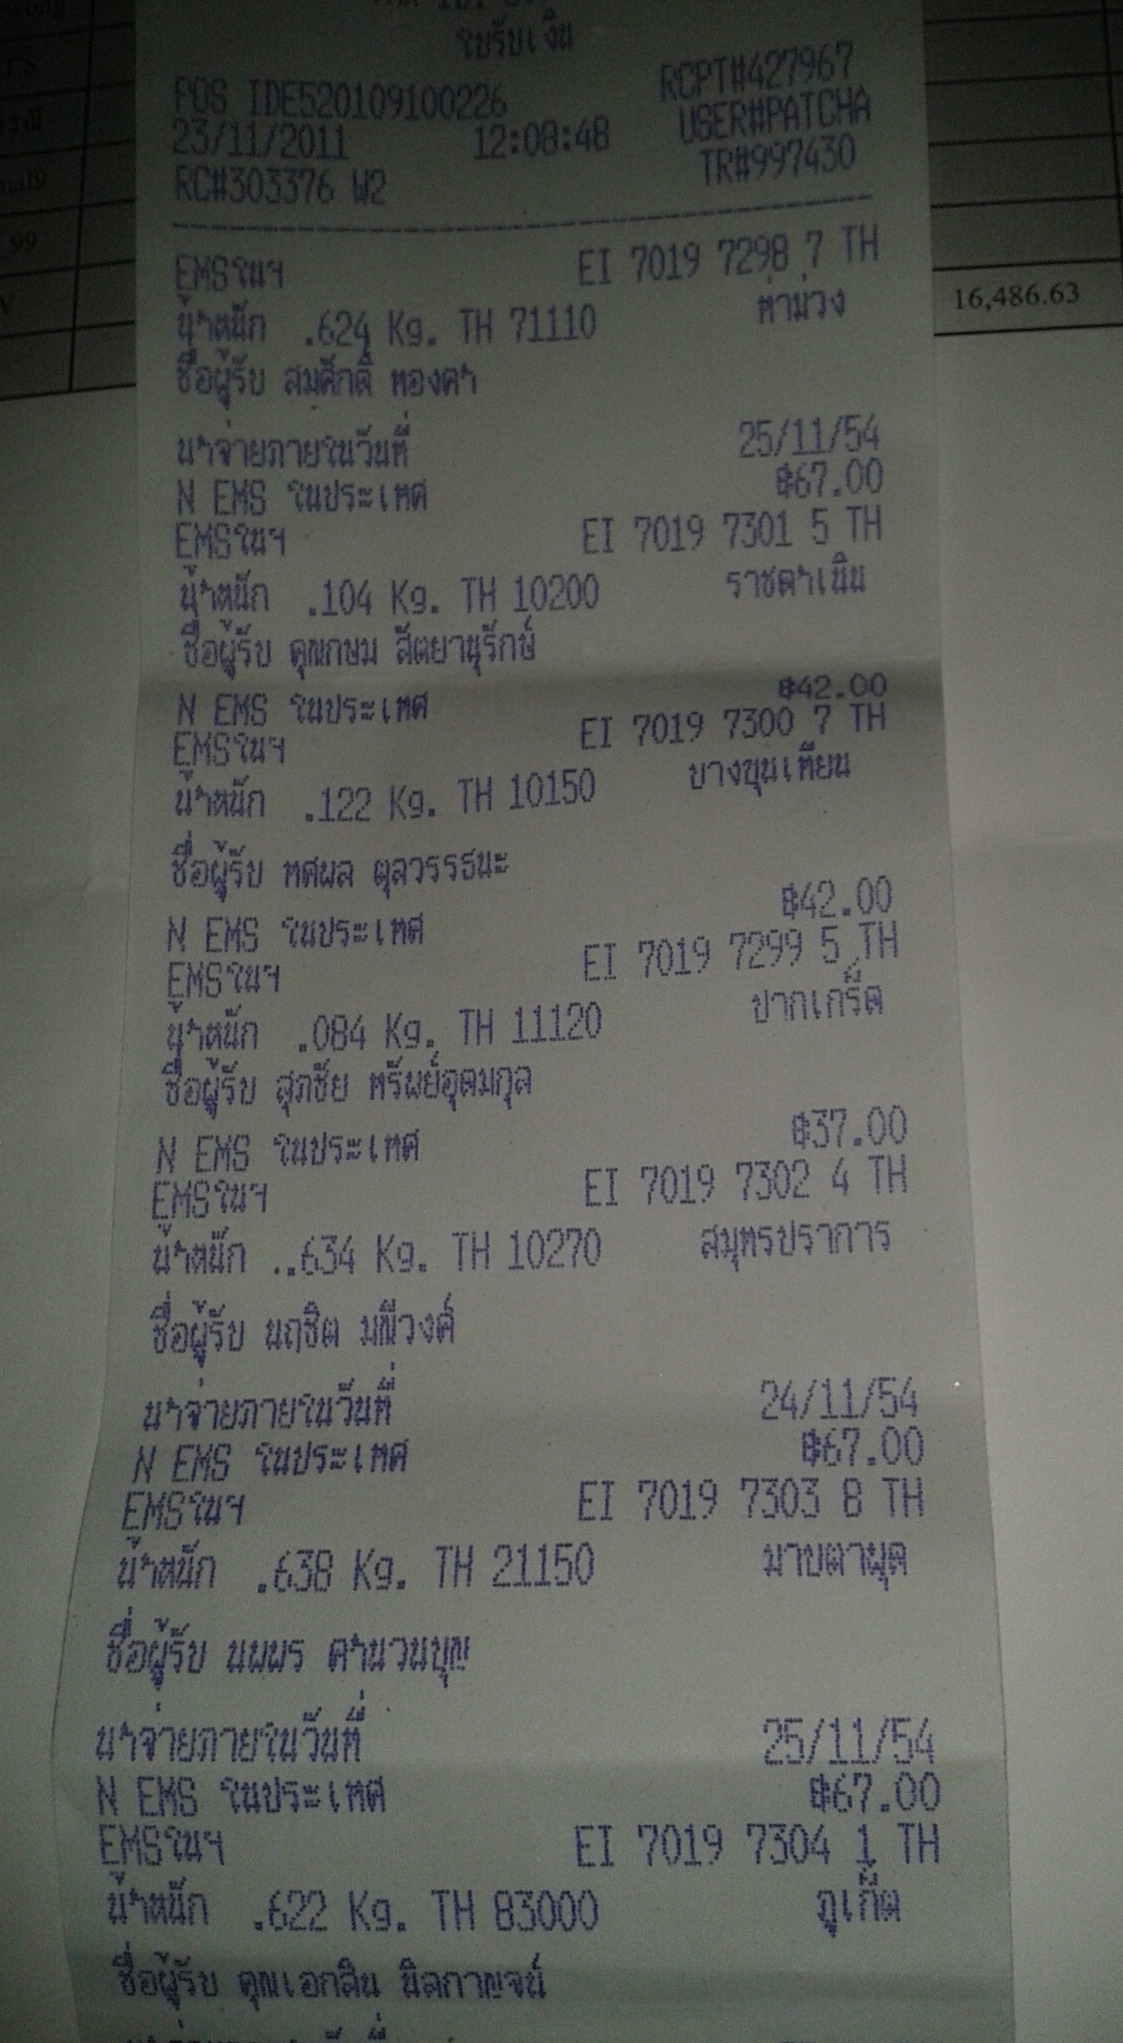 ใบรับเงิน
POS IDE520109100226 RCPT#427967
23/11/2011 12:08:48 USER#PATCHA
RC#303376 W2 TR#997430
EMSในฯ EI 7019 7298 7 TH
น้ำหนัก .624 Kg. TH 71110 ท่าม่วง
ชื่อผู้รับ สมศักดิ์ ทองคำ
นำจ่ายภายในวันที่ 25/11/54
N EMS ในประเทศ ฿67.00
EMSในฯ EI 7019 7301 5 TH
น้ำหนัก .104 Kg. TH 10200 ราชดำเนิน
ชื่อผู้รับ คุณกษม สัตยานุรักษ์
N EMS ในประเทศ ฿42.00
EMSในฯ EI 7019 7300 7 TH
น้ำหนัก .122 Kg. TH 10150 บางขุนเทียน
ชื่อผู้รับ ทศพล ตุลวรรธนะ
N EMS ในประเทศ ฿42.00
EMSในฯ EI 7019 7299 5 TH
น้ำหนัก .084 Kg. TH 11120 ปากเกร็ด
ชื่อผู้รับ สุภชัย ทรัพย์อุดมกุล
N EMS ในประเทศ ฿37.00
EMSในฯ EI 7019 7302 4 TH
น้ำหนัก ..634 Kg. TH 10270 สมุทรปราการ
ชื่อผู้รับ นฤชิต มณีวงศ์
นำจ่ายภายในวันที่ 24/11/54
N EMS ในประเทศ ฿67.00
EMSในฯ EI 7019 7303 8 TH
น้ำหนัก .638 Kg. TH 21150 มาบตาพุด
ชื่อผู้รับ นพพร คำนวนบุญ
นำจ่ายภายในวันที่ 25/11/54
N EMS ในประเทศ ฿67.00
EMSในฯ EI 7019 7304 1 TH
น้ำหนัก .622 Kg. TH 83000 ภูเก็ต
ชื่อผู้รับ คุณเอกสิน นิลกาญจน์
99
16,486.63